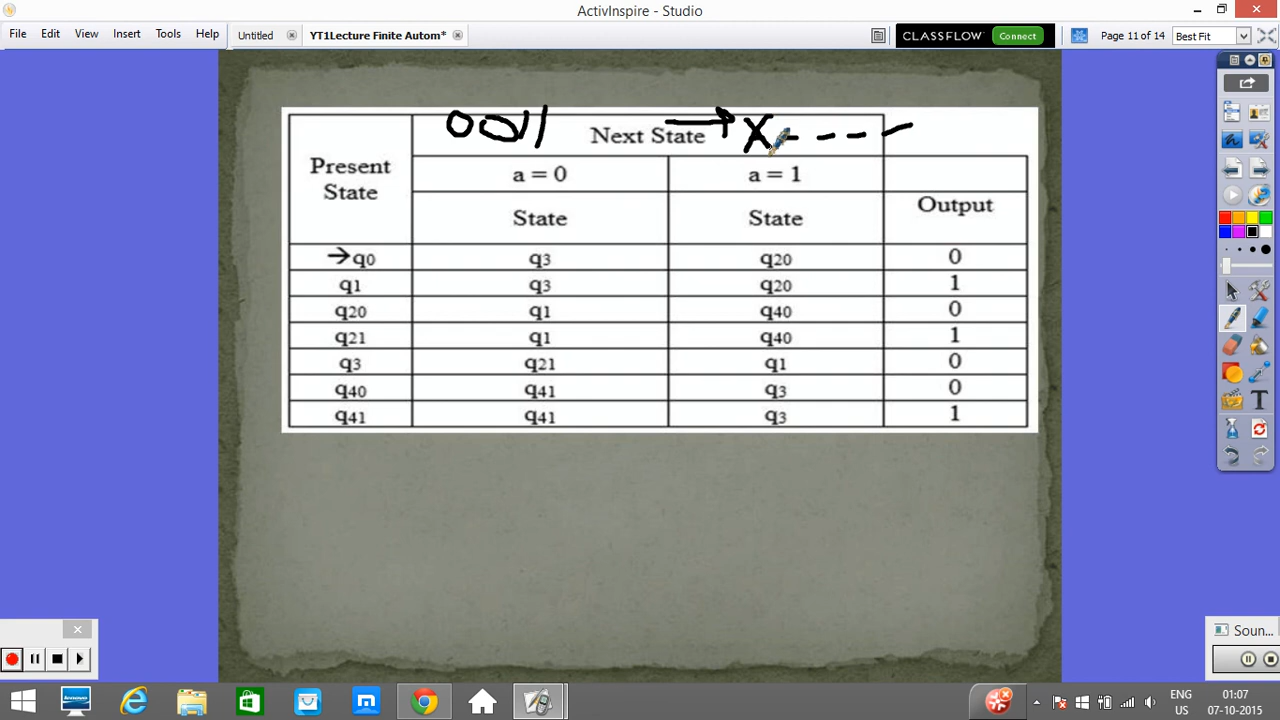 ActivInspire - Studio
File Edit View Insert Tools Help Untitled YT1Lecture Finite Autom* CLASSFLOW Connect Page 11 of 14 Best Fit
0011 → X - - - -
Present State Next State
a = 0 a = 1
State State Output
→q0 q3 q20 0
q1 q3 q20 1
q20 q1 q40 0
q21 q1 q40 1
q3 q21 q1 0
q40 q41 q3 0
q41 q41 q3 1
Soun...
ENG 01:07
US 07-10-2015